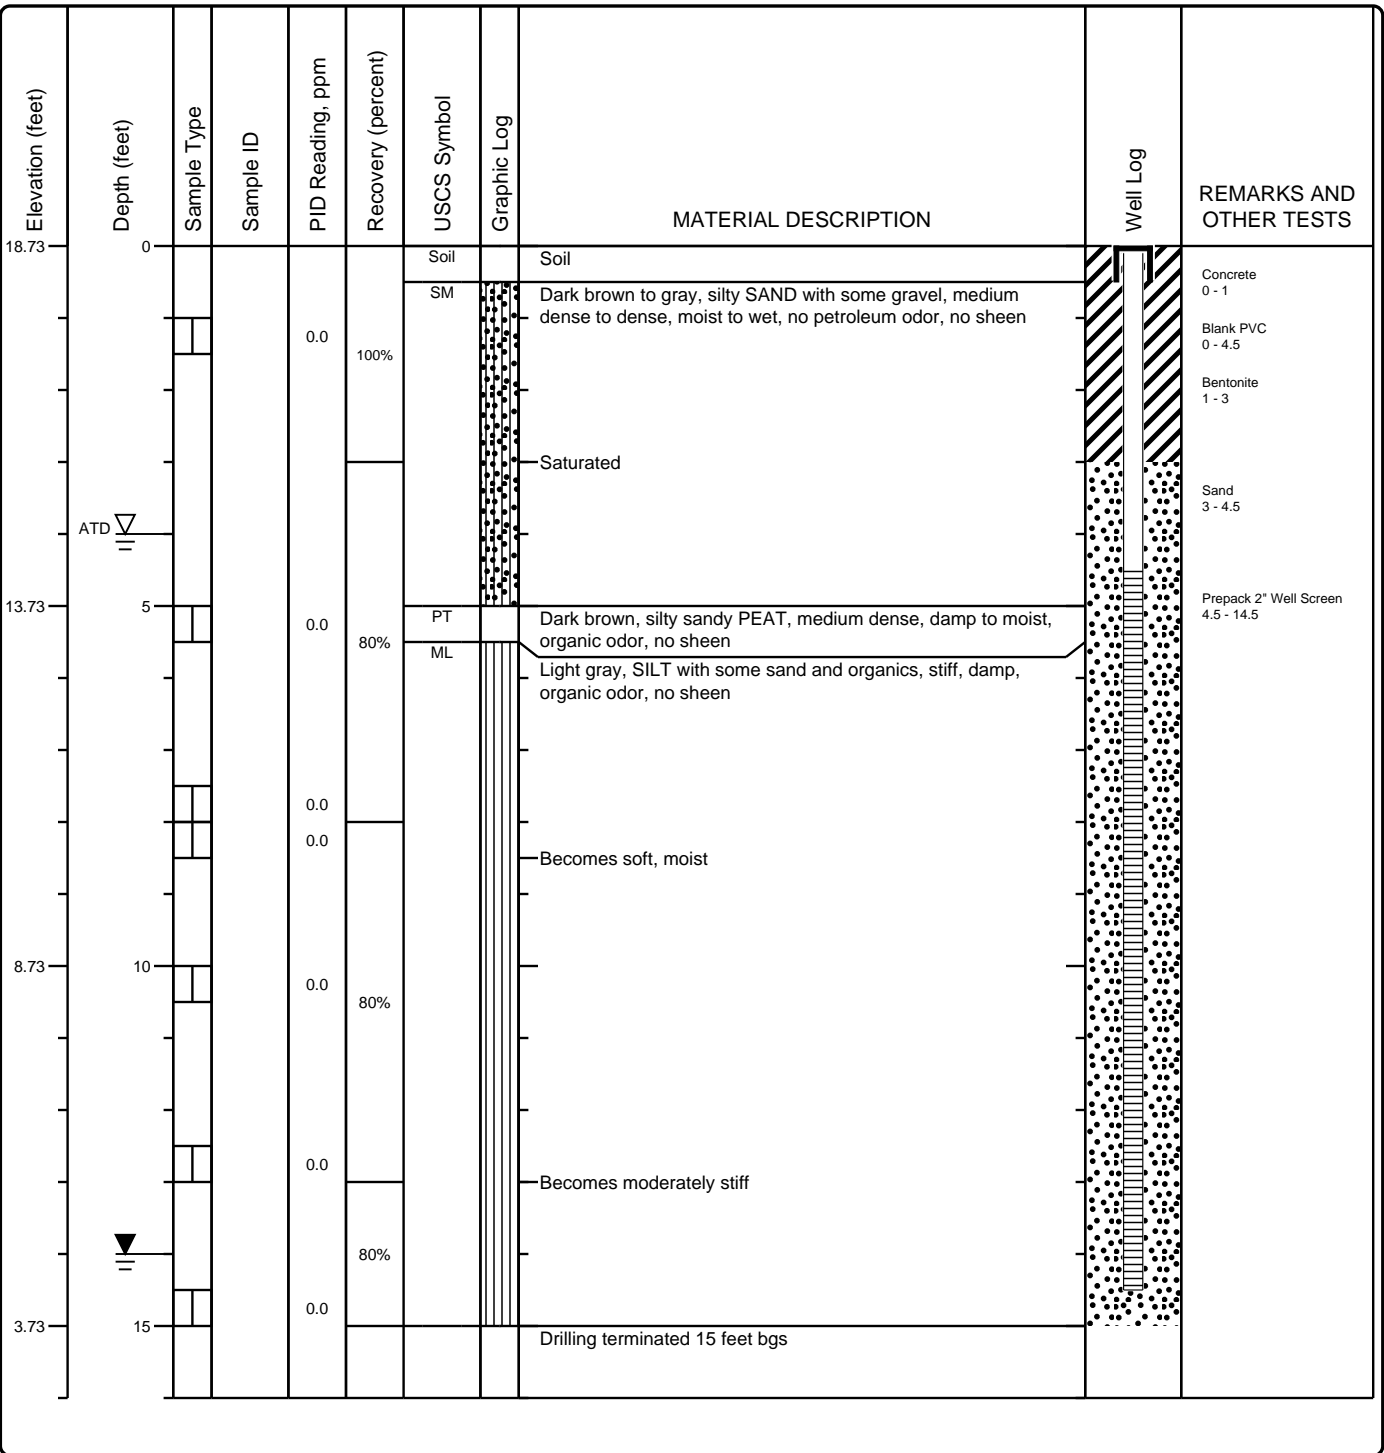 Elevation (feet)
Depth (feet)
Sample Type
Sample ID
PID Reading, ppm
Recovery (percent)
USCS Symbol
Graphic Log
MATERIAL DESCRIPTION
Well Log
REMARKS AND
OTHER TESTS
18.73
0
Soil
Soil
SM
Dark brown to gray, silty SAND with some gravel, medium
dense to dense, moist to wet, no petroleum odor, no sheen
Concrete
0 - 1
0.0
100%
Blank PVC
0 - 4.5
Bentonite
1 - 3
Saturated
Sand
3 - 4.5
ATD
13.73
5
0.0
80%
PT
Dark brown, silty sandy PEAT, medium dense, damp to moist,
organic odor, no sheen
Prepack 2" Well Screen
4.5 - 14.5
ML
Light gray, SILT with some sand and organics, stiff, damp,
organic odor, no sheen
0.0
0.0
Becomes soft, moist
8.73
10
0.0
80%
0.0
Becomes moderately stiff
80%
0.0
3.73
15
Drilling terminated 15 feet bgs